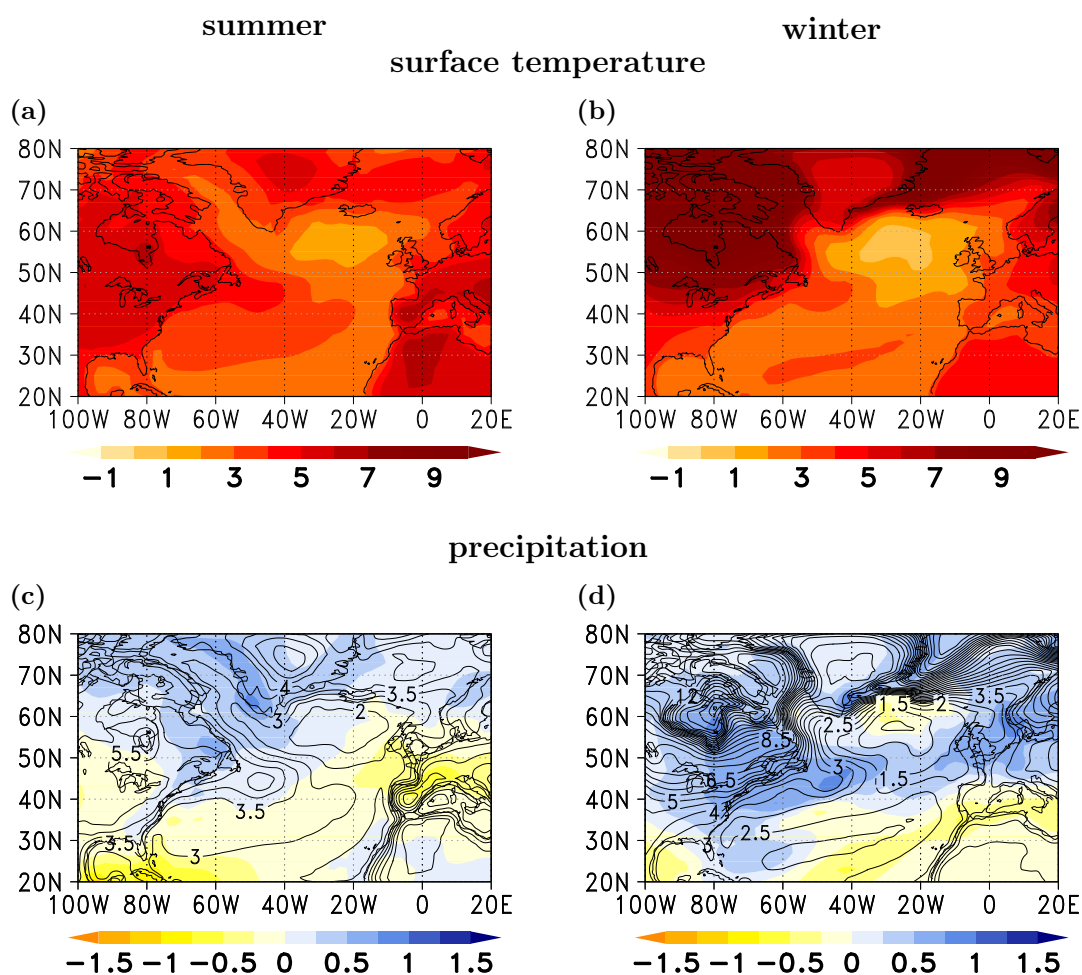 summer winter
surface temperature
(a) (b)
80N 80N
70N 70N
60N 60N
50N 50N
40N 40N
30N 30N
20N 20N
100W 80W 60W 40W 20W 0 20E 100W 80W 60W 40W 20W 0 20E
−1 1 3 5 7 9 −1 1 3 5 7 9
precipitation
(c) (d)
80N 80N
70N 4 3.5 70N 12 3.5
60N 3 2 60N 1.5 2 2.5
50N 5.5 50N 8.5 3 1.5
40N 3.5 40N 6.5 5 4
30N 3.5 3 30N 2.5 3
20N 20N
100W 80W 60W 40W 20W 0 20E 100W 80W 60W 40W 20W 0 20E
−1.5 −1 −0.5 0 0.5 1 1.5 −1.5 −1 −0.5 0 0.5 1 1.5